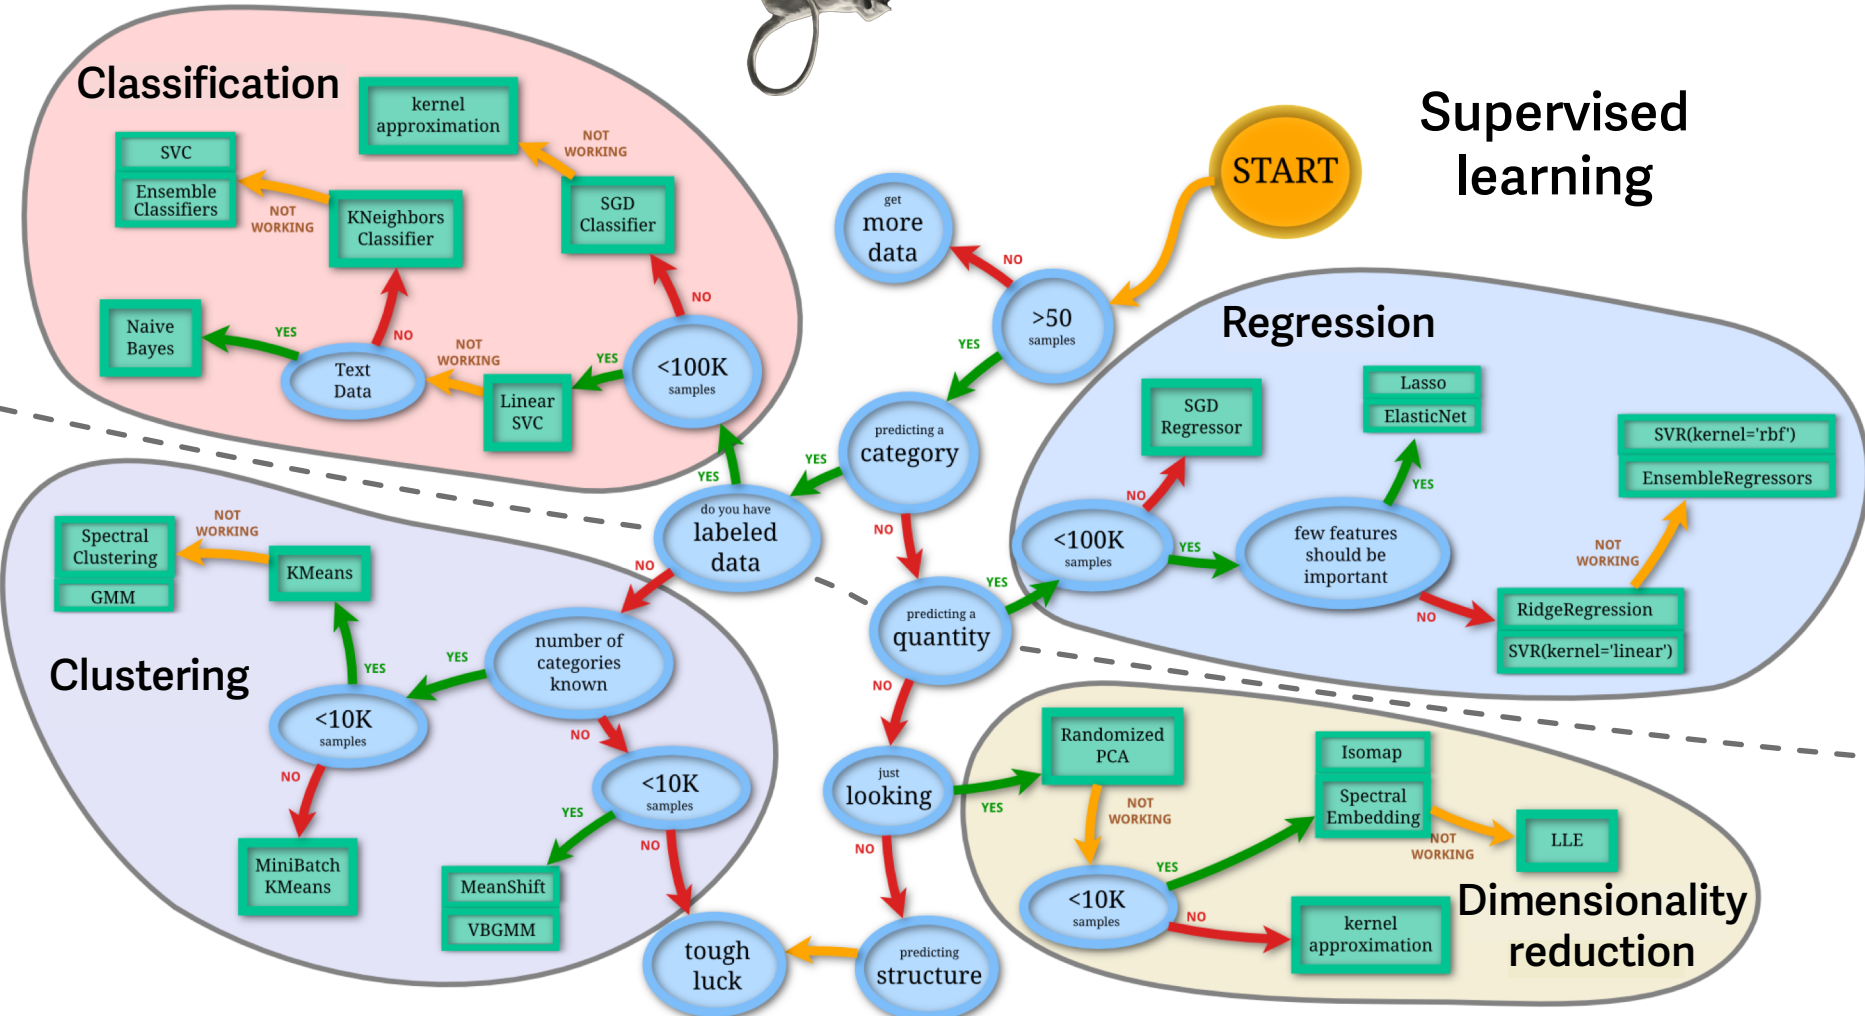 Classification
kernel
approximation
NOT
WORKING
SVC
Ensemble
Classifiers
NOT
WORKING
KNeighbors
Classifier
SGD
Classifier
NO
Naive
Bayes
YES
NO
Text
Data
NOT
WORKING
Linear
SVC
YES
<100K
samples
YES
START
Supervised
learning
get
more
data
NO
>50
samples
YES
predicting a
category
YES
NO
do you have
labeled
data
NO
predicting a
quantity
YES
NO
just
looking
YES
NO
predicting
structure
tough
luck
Regression
SGD
Regressor
NO
<100K
samples
YES
few features
should be
important
YES
Lasso
ElasticNet
NO
RidgeRegression
SVR(kernel='linear')
NOT
WORKING
SVR(kernel='rbf')
EnsembleRegressors
Clustering
Spectral
Clustering
GMM
NOT
WORKING
KMeans
YES
<10K
samples
NO
MiniBatch
KMeans
YES
number of
categories
known
NO
<10K
samples
YES
NO
MeanShift
VBGMM
Randomized
PCA
NOT
WORKING
<10K
samples
YES
NO
Isomap
Spectral
Embedding
NOT
WORKING
LLE
kernel
approximation
Dimensionality
reduction